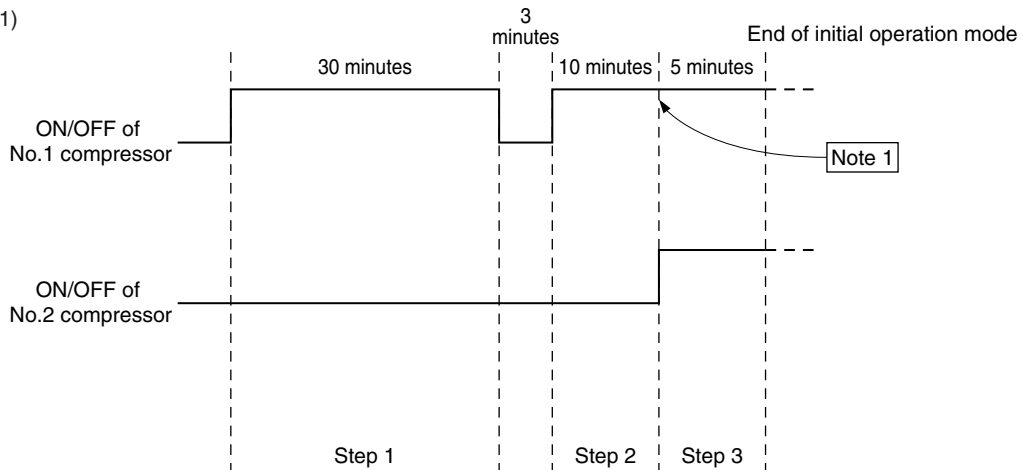 1)
3
minutes
End of initial operation mode
30 minutes
10 minutes
5 minutes
ON/OFF of
No.1 compressor
Note 1
ON/OFF of
No.2 compressor
Step 1
Step 2
Step 3